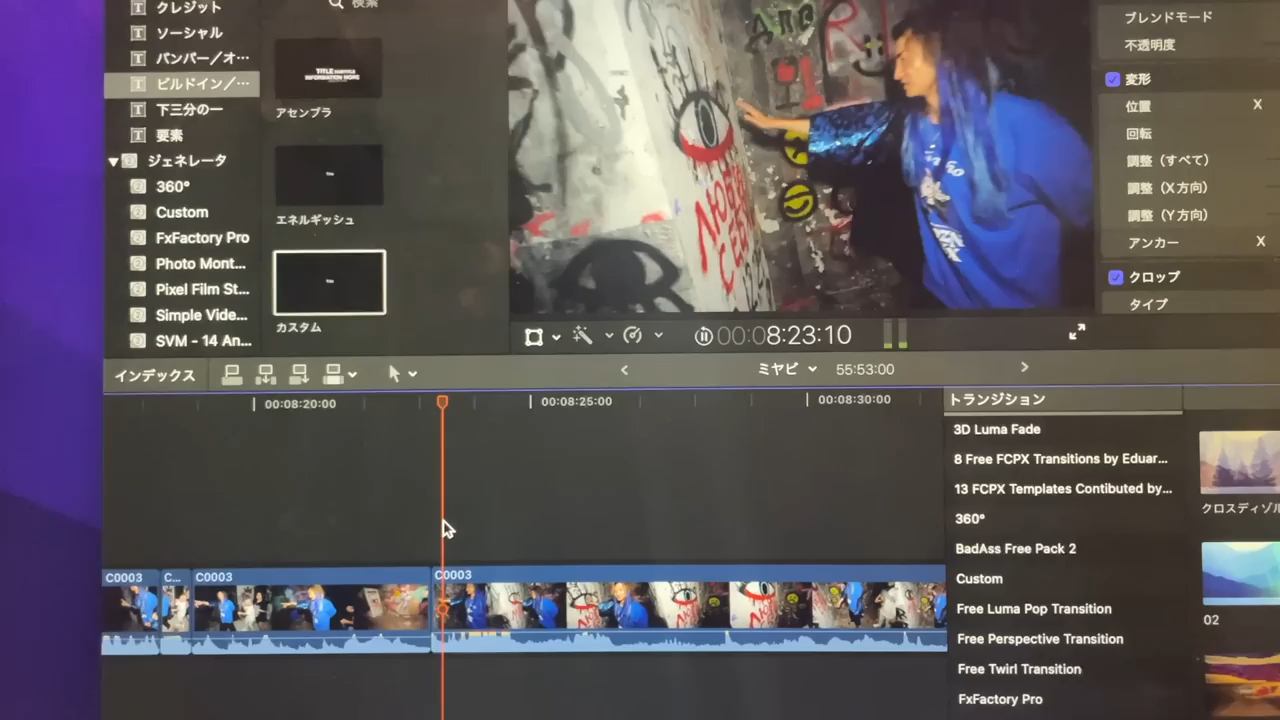 クレジット
ソーシャル
バンパー／オ…
ビルドイン／…
下三分の一
要素
ジェネレータ
360°
Custom
FxFactory Pro
Photo Mont...
Pixel Film St...
Simple Vide...
SVM - 14 An...
検索
TITLE SUBTITLE
INFORMATION MORE
アセンブラ
Title
エネルギッシュ
Title
カスタム
ブレンドモード
不透明度
変形
位置 X
回転
調整（すべて）
調整（X 方向）
調整（Y 方向）
アンカー X
クロップ
タイプ
00:08:23:10
インデックス
ミヤビ 55:53:00
00:08:20:00 00:08:25:00 00:08:30:00
C0003 C... C0003 C0003
トランジション
3D Luma Fade
8 Free FCPX Transitions by Eduar...
13 FCPX Templates Contibuted by...
360°
BadAss Free Pack 2
Custom
Free Luma Pop Transition
Free Perspective Transition
Free Twirl Transition
FxFactory Pro
クロスディゾル
02